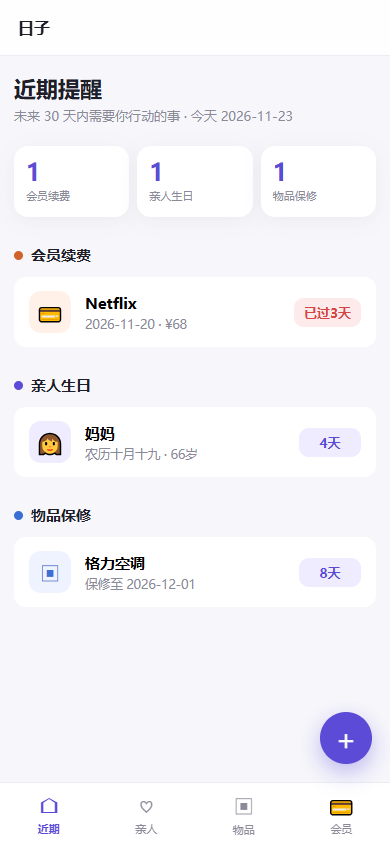 日子
近期提醒
未来 30 天内需要你行动的事 · 今天 2026-11-23
1
会员续费
1
亲人生日
1
物品保修
会员续费
Netflix
2026-11-20 · ¥68
已过3天
亲人生日
妈妈
农历十月十九 · 66岁
4天
物品保修
格力空调
保修至 2026-12-01
8天
+
近期
亲人
物品
会员